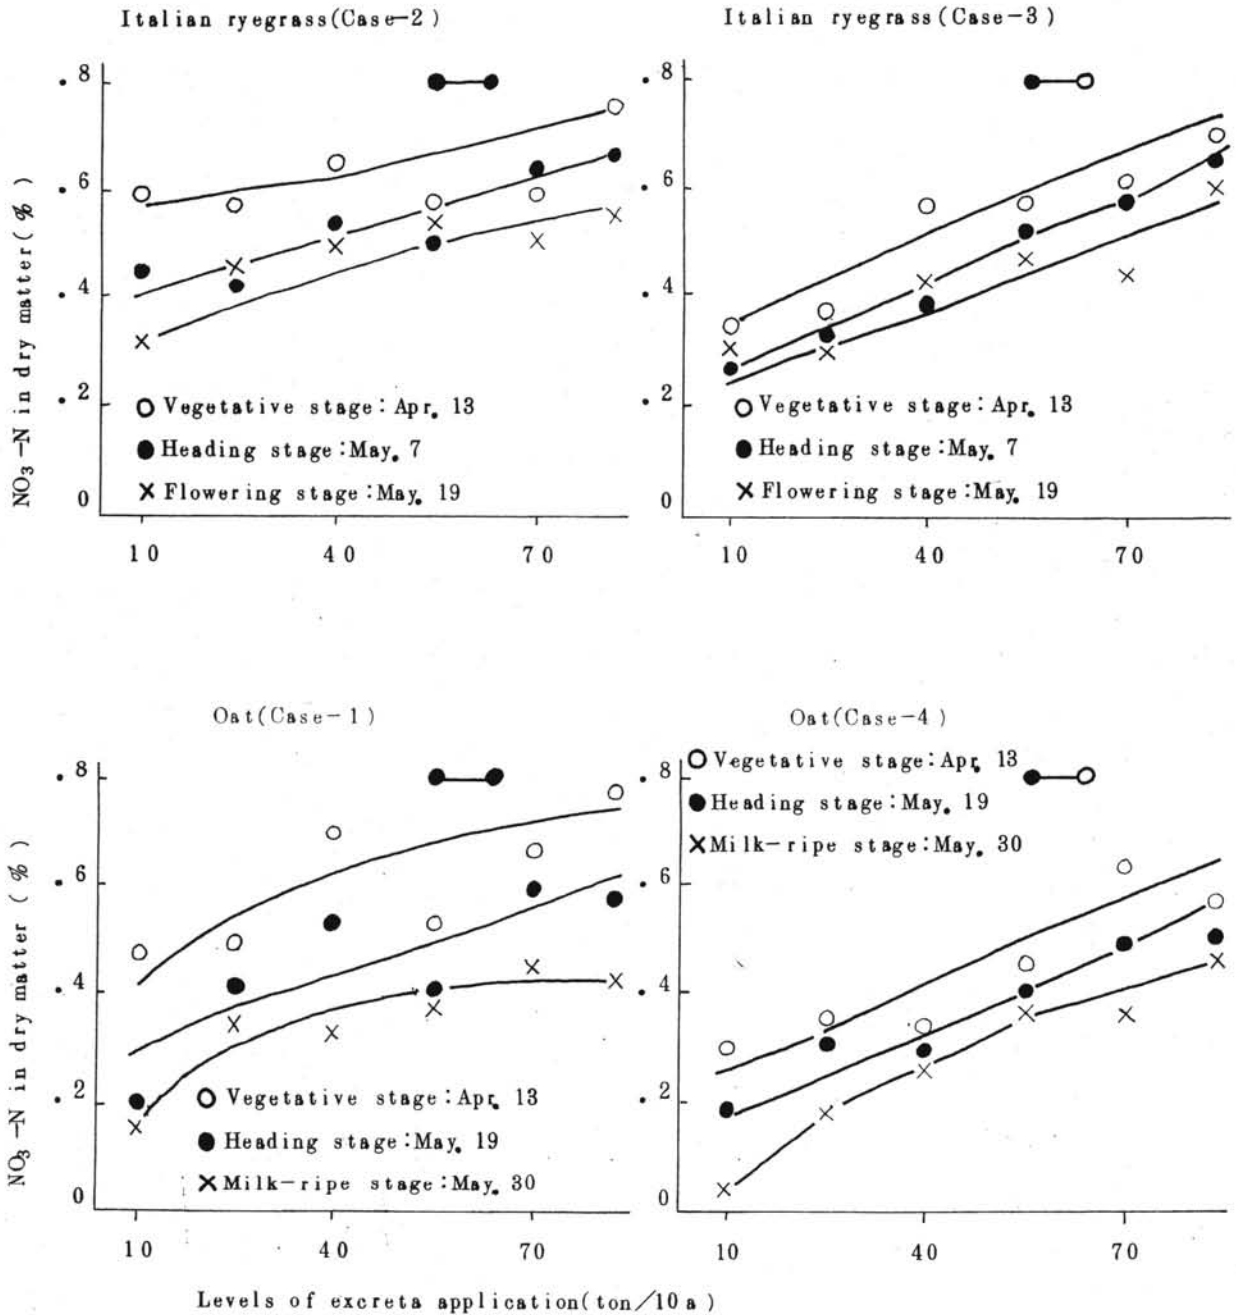 Italian ryegrass(Case-2)
.8
.6
.4
.2
0
NO₃-N in dry matter(%)
O Vegetative stage:Apr. 13
● Heading stage:May. 7
× Flowering stage:May. 19
10 40 70
Italian ryegrass(Case-3)
.8
.6
.4
.2
0
O Vegetative stage:Apr. 13
● Heading stage:May. 7
× Flowering stage:May. 19
10 40 70
Oat(Case-1)
.8
.6
.4
.2
0
NO₃-N in dry matter (%)
O Vegetative stage:Apr. 13
● Heading stage:May. 19
× Milk-ripe stage:May. 30
10 40 70
Oat(Case-4)
O Vegetative stage:Apr. 13
● Heading stage:May. 19
× Milk-ripe stage:May. 30
.8
.6
.4
.2
0
10 40 70
Levels of excreta application(ton/10a)